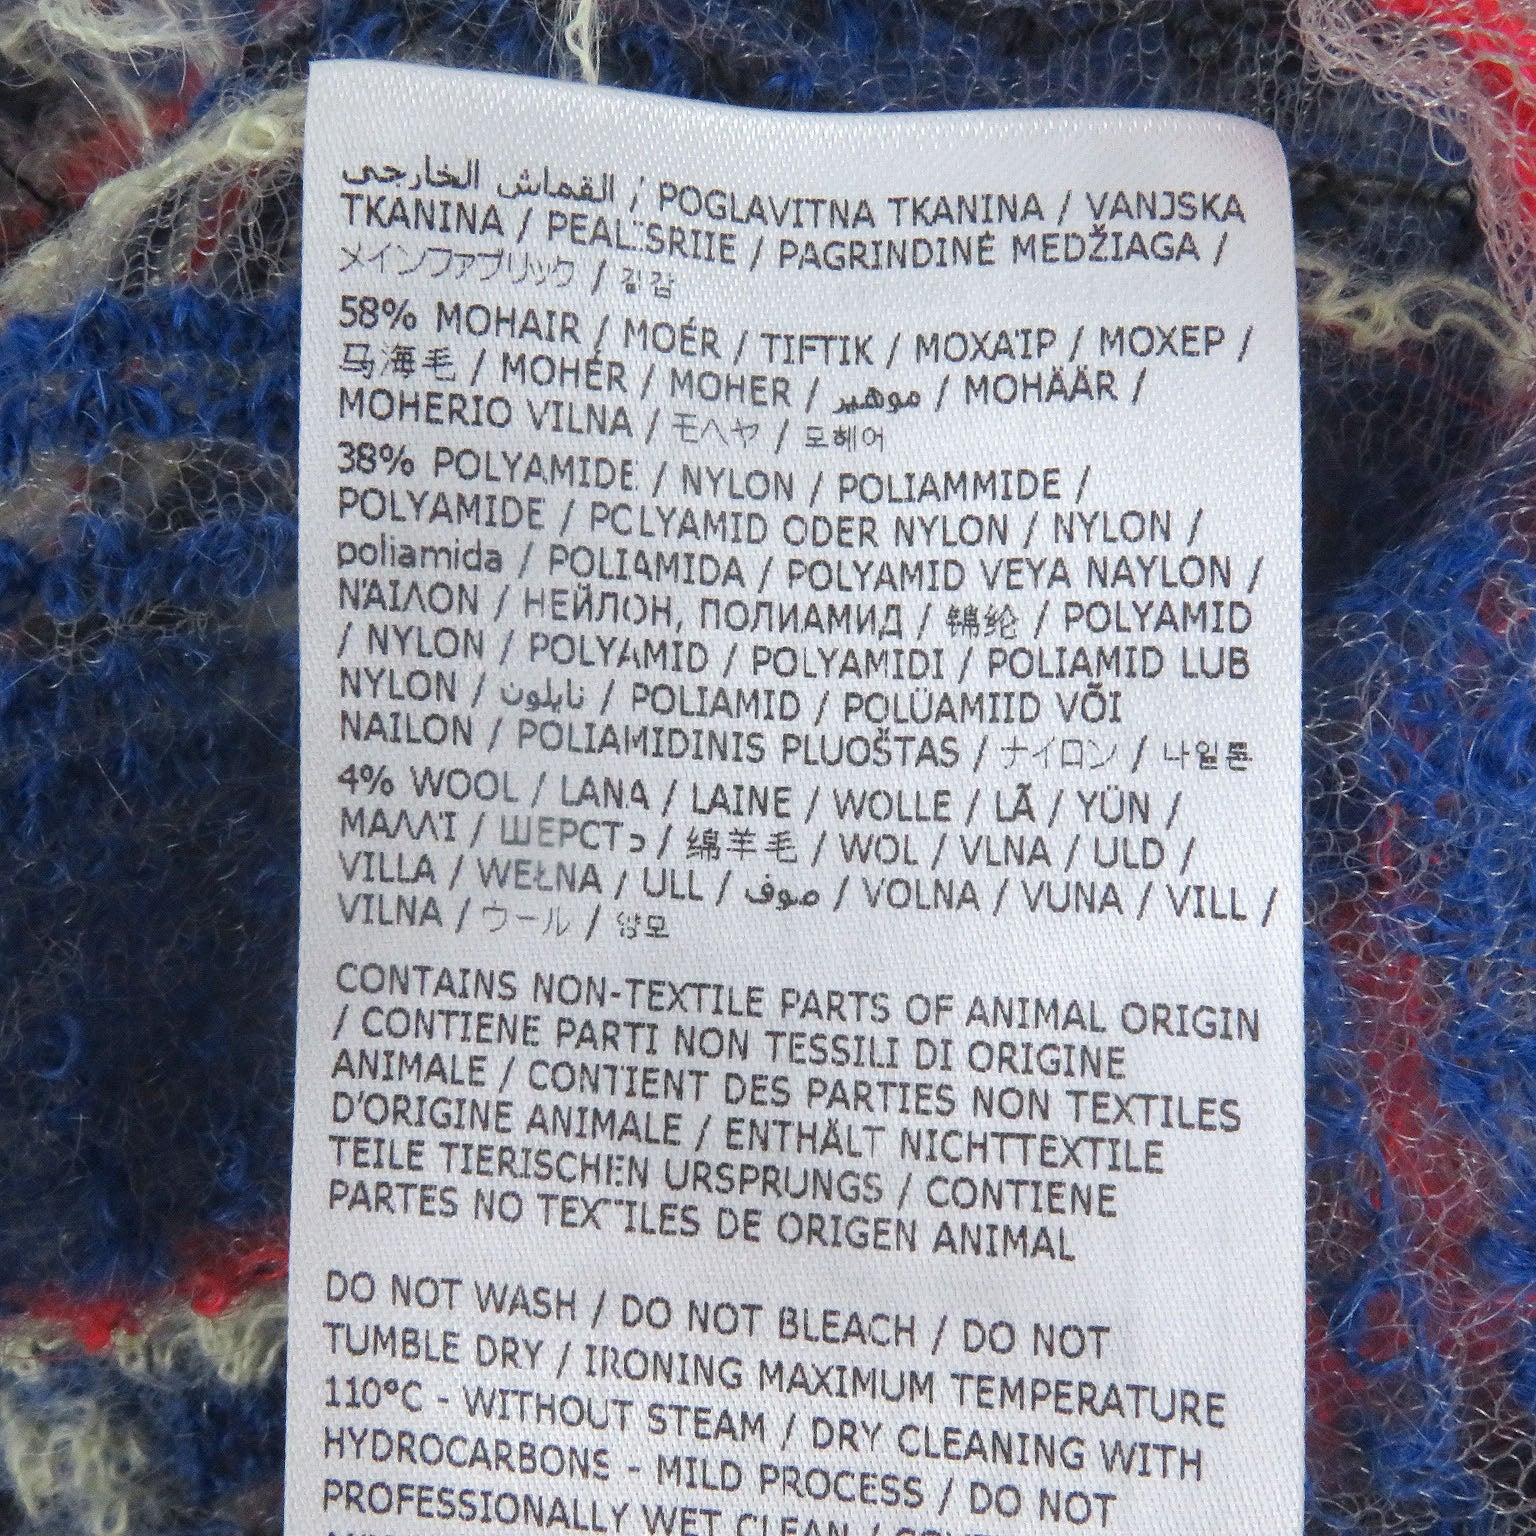 القماش الخارجي / POGLAVITNA TKANINA / VANJSKA
TKANINA / PEALISRIIE / PAGRINDINĖ MEDŽIAGA /
メインファブリック / 겉감
58% MOHAIR / MOÉR / TIFTIK / ΜΟΧΑΊΡ / МОХЕР /
马海毛 / MOHÉR / MOHER / موهير / MOHÄÄR /
MOHERIO VILNA / モヘヤ / 모헤어
38% POLYAMIDE / NYLON / POLIAMMIDE /
POLYAMIDE / POLYAMID ODER NYLON / NYLON /
poliamida / POLIAMIDA / POLYAMID VEYA NAYLON /
ΝΆΙΛΟΝ / НЕЙЛОН, ПОЛИАМИД / 锦纶 / POLYAMID
/ NYLON / POLYAMID / POLYAMIDI / POLIAMID LUB
NYLON / نايلون / POLIAMID / POLÜAMIID VÕI
NAILON / POLIAMIDINIS PLUOŠTAS / ナイロン / 나일론
4% WOOL / LANA / LAINE / WOLLE / LÃ / YÜN /
ΜΑΛΛΊ / ШЕРСТЬ / 绵羊毛 / WOL / VLNA / ULD /
VILLA / WEŁNA / ULL / صوف / VOLNA / VUNA / VILL /
VILNA / ウール / 양모
CONTAINS NON-TEXTILE PARTS OF ANIMAL ORIGIN
/ CONTIENE PARTI NON TESSILI DI ORIGINE
ANIMALE / CONTIENT DES PARTIES NON TEXTILES
D'ORIGINE ANIMALE / ENTHÄLT NICHTTEXTILE
TEILE TIERISCHEN URSPRUNGS / CONTIENE
PARTES NO TEXTILES DE ORIGEN ANIMAL
DO NOT WASH / DO NOT BLEACH / DO NOT
TUMBLE DRY / IRONING MAXIMUM TEMPERATURE
110°C - WITHOUT STEAM / DRY CLEANING WITH
HYDROCARBONS - MILD PROCESS / DO NOT
PROFESSIONALLY WET CLEAN /